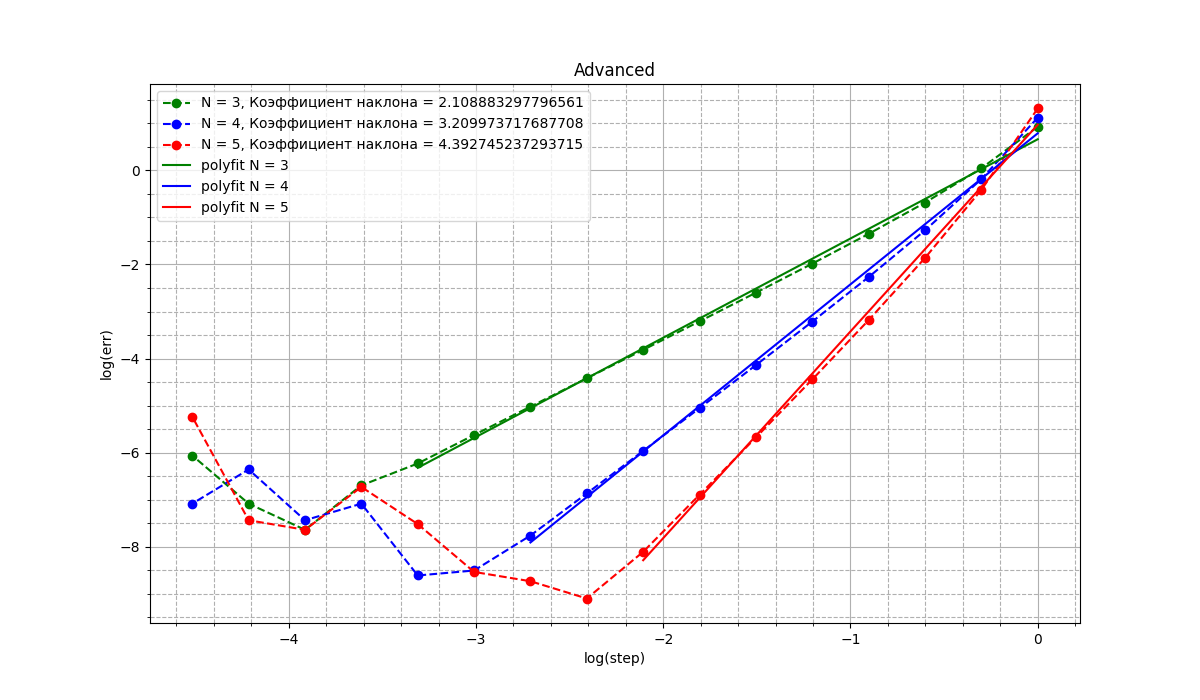 Advanced
N = 3, Коэффициент наклона = 2.108883297796561
N = 4, Коэффициент наклона = 3.209973717687708
N = 5, Коэффициент наклона = 4.392745237293715
polyfit N = 3
polyfit N = 4
polyfit N = 5
0
−2
−4
−6
−8
log(err)
−4 −3 −2 −1 0
log(step)